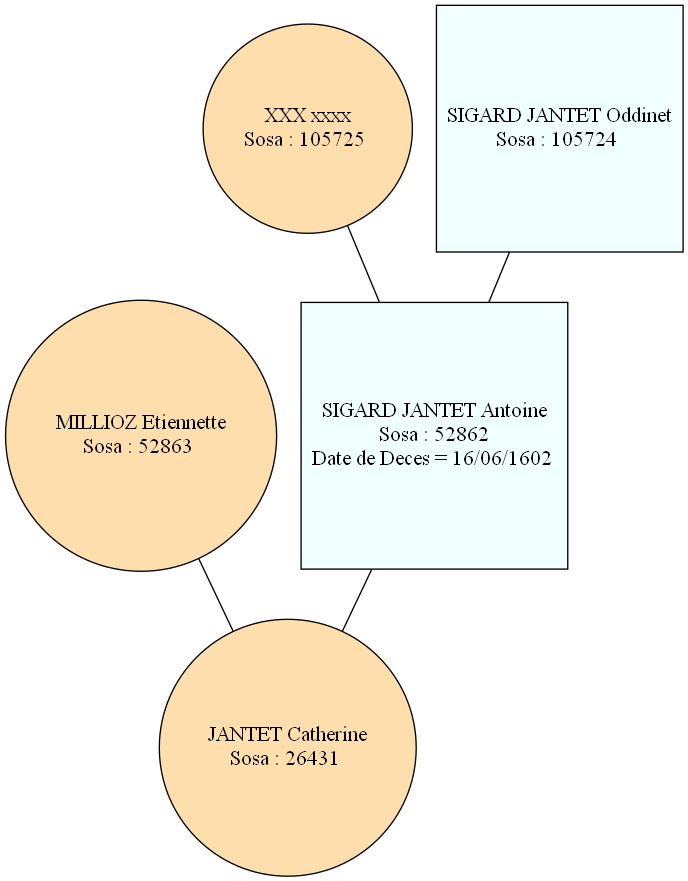 XXX xxxx
Sosa : 105725
SIGARD JANTET Oddinet
Sosa : 105724
MILLIOZ Etiennette
Sosa : 52863
SIGARD JANTET Antoine
Sosa : 52862
Date de Deces = 16/06/1602
JANTET Catherine
Sosa : 26431